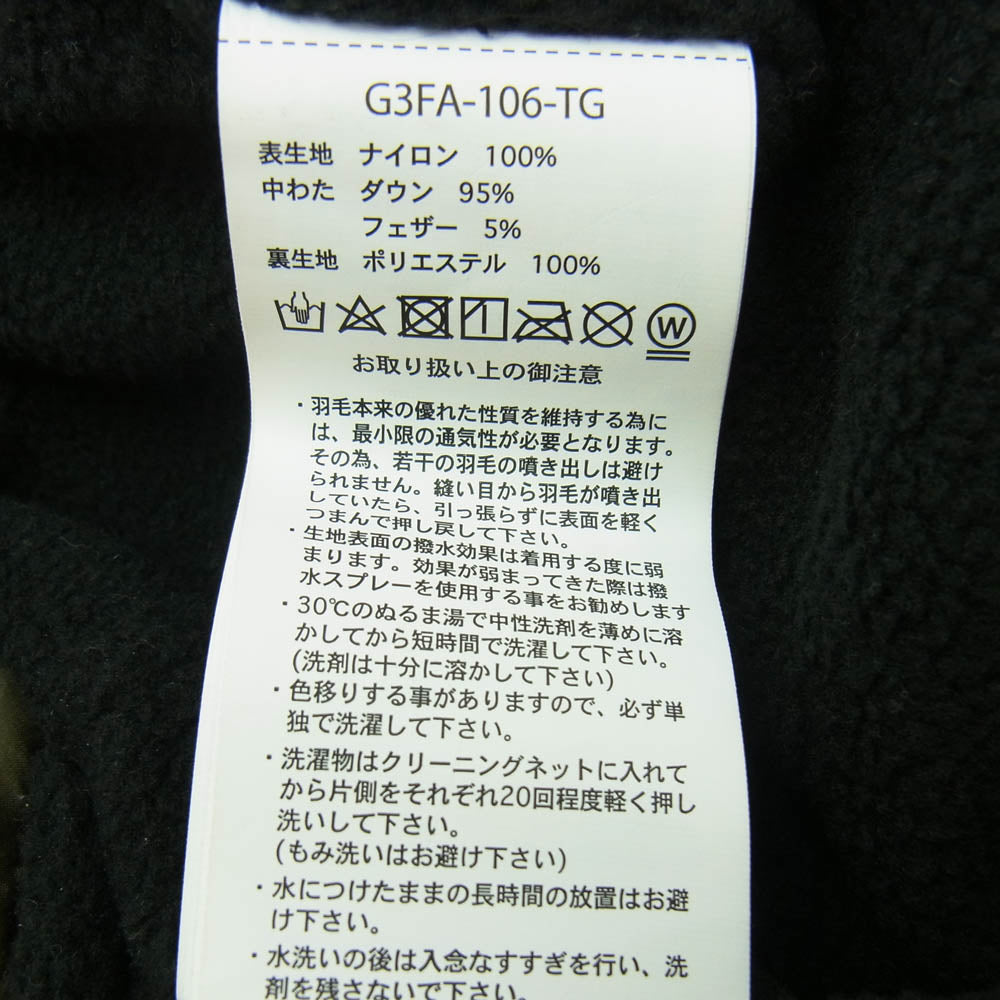 G3FA-106-TG
表生地 ナイロン 100%
中わた ダウン 95%
フェザー 5%
裏生地 ポリエステル 100%
W
お取り扱い上の御注意
・羽毛本来の優れた性質を維持する為に
は、最小限の通気性が必要となります。
その為、若干の羽毛の噴き出しは避け
られません。縫い目から羽毛が噴き出
していたら、引っ張らずに表面を軽く
つまんで押し戻して下さい。
・生地表面の撥水効果は着用する度に弱
まります。効果が弱まってきた際は撥
水スプレーを使用する事をお勧めします
・30℃のぬるま湯で中性洗剤を薄めに溶
かしてから短時間で洗濯して下さい。
(洗剤は十分に溶かして下さい)
・色移りする事がありますので、必ず単
独で洗濯して下さい。
・洗濯物はクリーニングネットに入れて
から片側をそれぞれ20回程度軽く押し
洗いして下さい。
(もみ洗いはお避け下さい)
・水につけたままの長時間の放置はお避
け下さい。
・水洗いの後は入念なすすぎを行い、洗
剤を残さないで下さい。